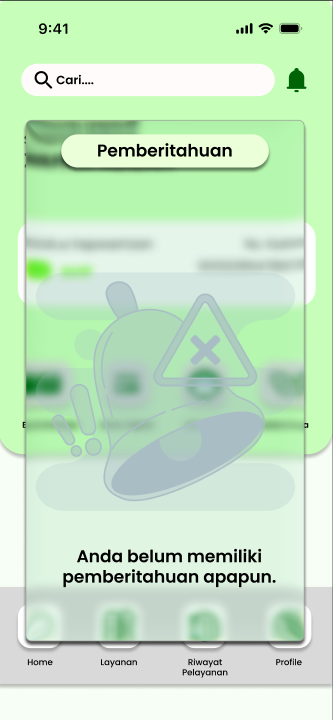 9:41
Cari....
Pemberitahuan
Anda belum memiliki
pemberitahuan apapun.
Home
Layanan
Riwayat
Pelayanan
Profile